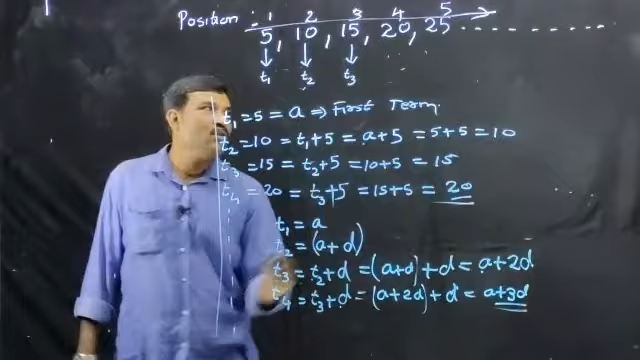 Position : 1 2 3 4 5
5, 10, 15, 20, 25 ..............
t₁ t₂ t₃
t₁ = 5 = a ⇒ First Term.
t₂ = 10 = t₁+5 = a+5 = 5+5 = 10
t₃ = 15 = t₂+5 = 10+5 = 15
t₄ = 20 = t₃+5 = 15+5 = 20
t₁ = a
t₂ = (a+d)
t₃ = t₂+d = (a+d)+d = a+2d
t₄ = t₃+d = (a+2d)+d = a+3d